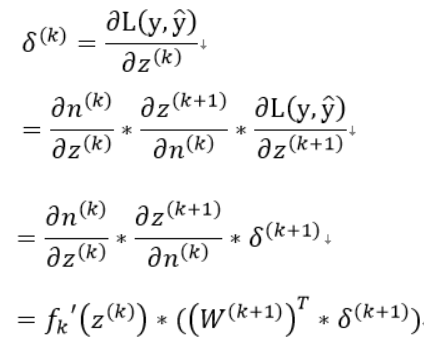 δ^(k) = ∂L(y,ŷ)/∂z^(k) ↓
= ∂n^(k)/∂z^(k) * ∂z^(k+1)/∂n^(k) * ∂L(y,ŷ)/∂z^(k+1) ↓
= ∂n^(k)/∂z^(k) * ∂z^(k+1)/∂n^(k) * δ^(k+1) ↓
= f_k′(z^(k)) * ((W^(k+1))^T * δ^(k+1))